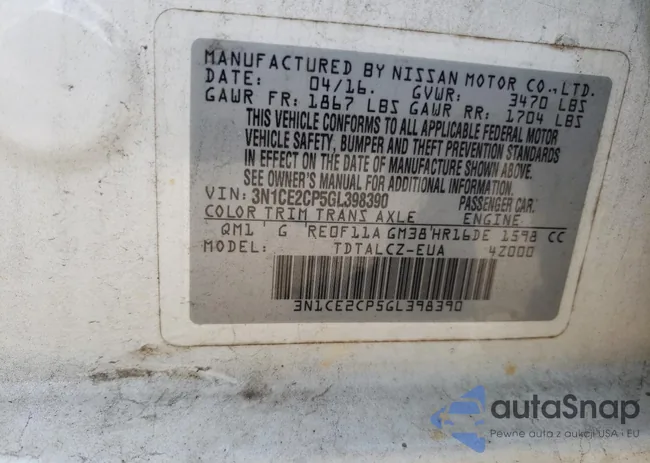 MANUFACTURED BY NISSAN MOTOR CO.,LTD.
DATE: 04/16. GVWR: 3470 LBS
GAWR FR: 1867 LBS GAWR RR: 1704 LBS
THIS VEHICLE CONFORMS TO ALL APPLICABLE FEDERAL MOTOR
VEHICLE SAFETY, BUMPER AND THEFT PREVENTION STANDARDS
IN EFFECT ON THE DATE OF MANUFACTURE SHOWN ABOVE.
SEE OWNER'S MANUAL FOR ADDITIONAL INFORMATION.
VIN: 3N1CE2CP5GL398390 PASSENGER CAR.
COLOR TRIM TRANS AXLE ENGINE
QM1 G RE0F11A GM38 HR16DE 1598 CC
MODEL: TDTALCZ-EUA 4Z000
3N1CE2CP5GL398390
autaSnap
Pewne auta z aukcji USA i EU